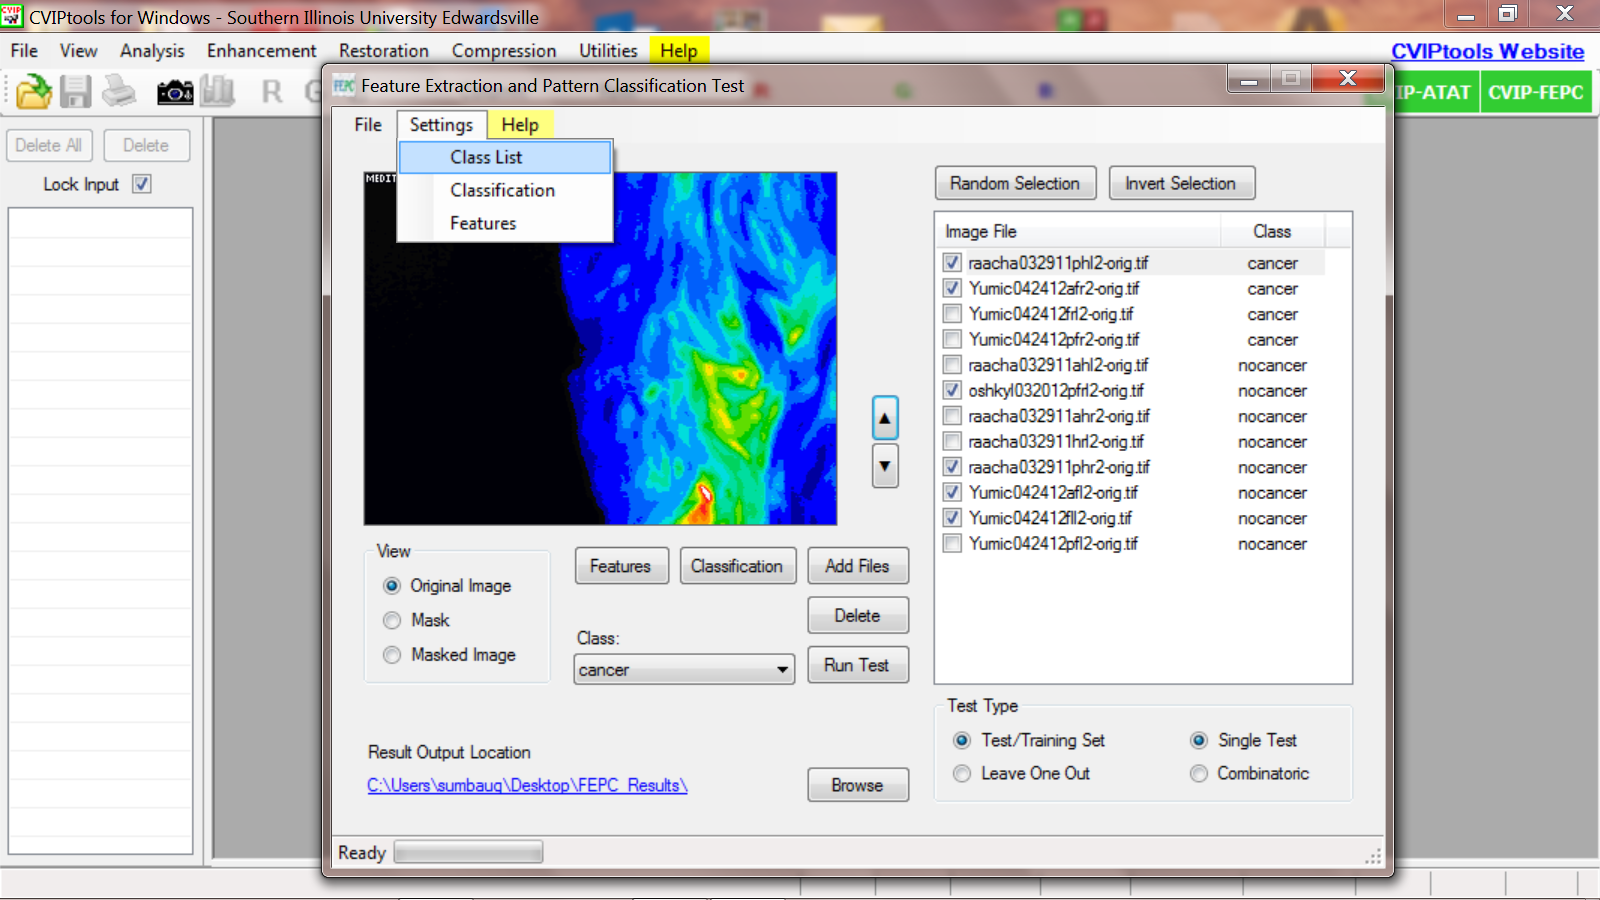 CVIPtools for Windows - Southern Illinois University Edwardsville
File View Analysis Enhancement Restoration Compression Utilities Help
CVIPtools Website
CVIP-FEPC
Feature Extraction and Pattern Classification Test
File Settings Help
Class List
Classification
Features
Delete All Delete
Lock Input
Random Selection Invert Selection
Image File Class
raacha032911phl2-orig.tif cancer
Yumic042412afr2-orig.tif cancer
Yumic042412frl2-orig.tif cancer
Yumic042412pfr2-orig.tif cancer
raacha032911ahl2-orig.tif nocancer
oshkyl032012pfrl2-orig.tif nocancer
raacha032911ahr2-orig.tif nocancer
raacha032911hrl2-orig.tif nocancer
raacha032911phr2-orig.tif nocancer
Yumic042412afl2-orig.tif nocancer
Yumic042412fll2-orig.tif nocancer
Yumic042412pfl2-orig.tif nocancer
View
Original Image
Mask
Masked Image
Features Classification Add Files
Delete
Class:
cancer
Run Test
Test Type
Test/Training Set Single Test
Leave One Out Combinatoric
Result Output Location
C:\Users\sumbaug\Desktop\FEPC_Results\
Browse
Ready